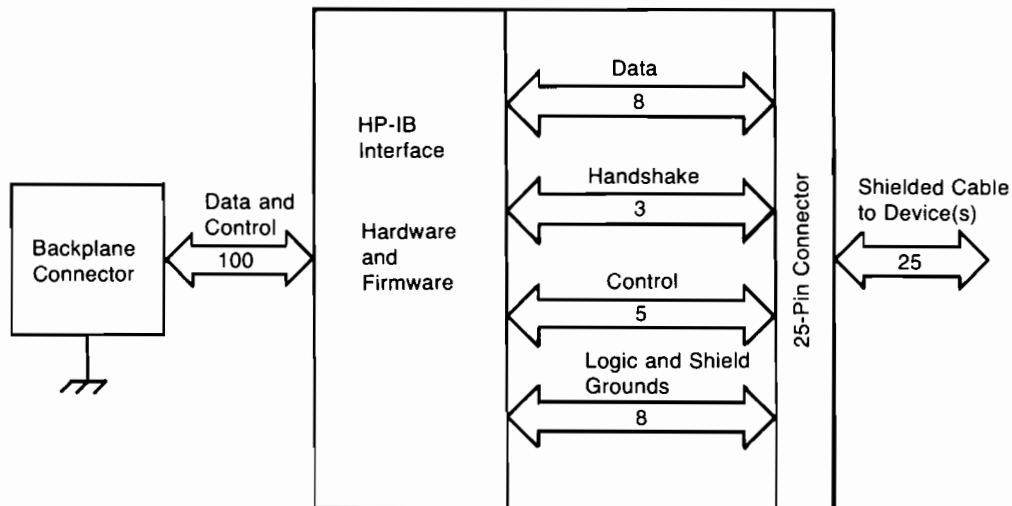 Backplane
Connector
Data and
Control
100
HP-IB
Interface
Hardware
and
Firmware
Data
8
Handshake
3
Control
5
Logic and Shield
Grounds
8
25-Pin Connector
Shielded Cable
to Device(s)
25